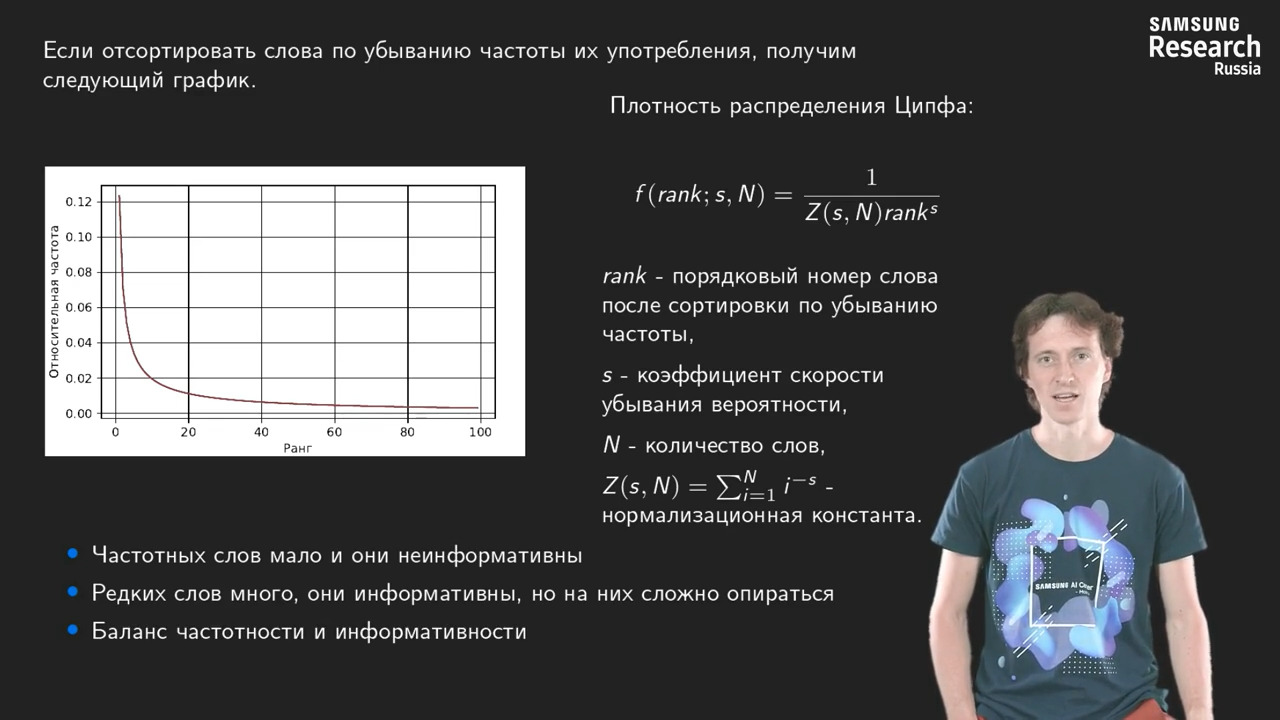 Если отсортировать слова по убыванию частоты их употребления, получим
следующий график.
SAMSUNG
Research
Russia
Плотность распределения Ципфа:
f(rank; s, N) = 1 / Z(s, N)rank^s
0.12
0.10
0.08
0.06
0.04
0.02
0.00
Относительная частота
0 20 40 60 80 100
Ранг
rank - порядковый номер слова
после сортировки по убыванию
частоты,
s - коэффициент скорости
убывания вероятности,
N - количество слов,
Z(s, N) = ∑_{i=1}^{N} i^{-s} -
нормализационная константа.
• Частотных слов мало и они неинформативны
• Редких слов много, они информативны, но на них сложно опираться
• Баланс частотности и информативности
SAMSUNG AI